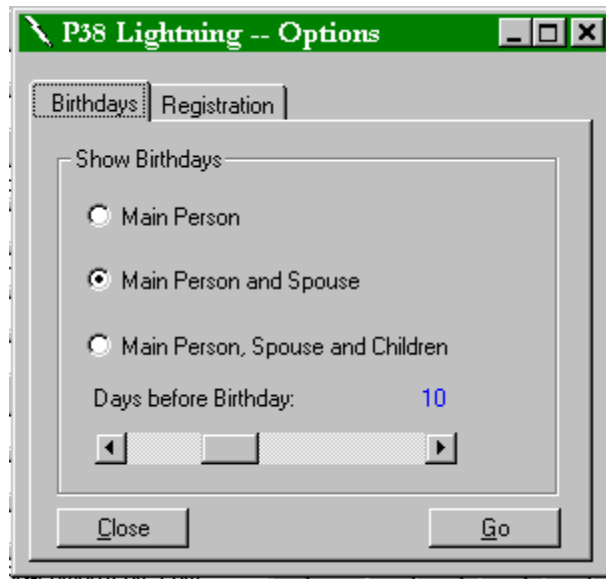 P38 Lightning -- Options
Birthdays Registration
Show Birthdays
Main Person
Main Person and Spouse
Main Person, Spouse and Children
Days before Birthday: 10
Close Go